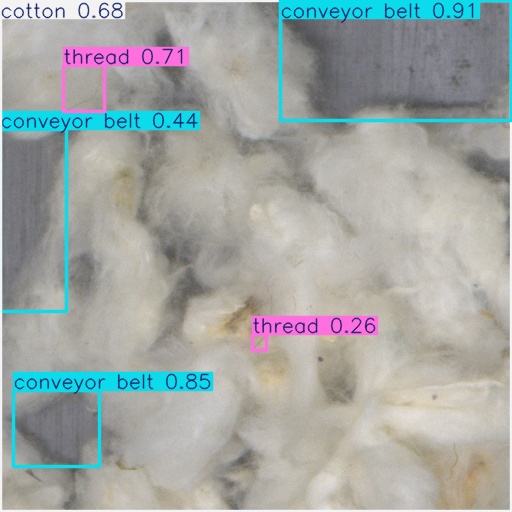 cotton 0.68
conveyor belt 0.91
thread 0.71
conveyor belt 0.44
thread 0.26
conveyor belt 0.85